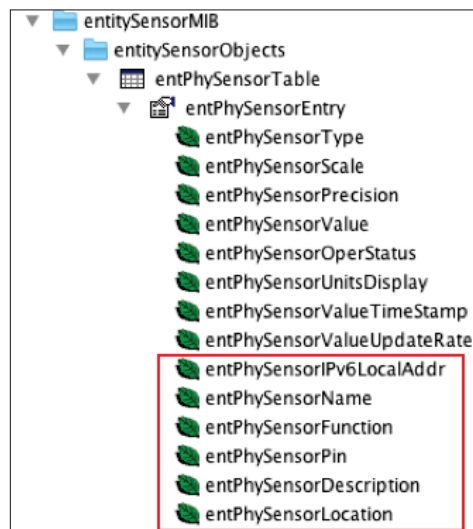 entitySensorMIB
entitySensorObjects
entPhySensorTable
entPhySensorEntry
entPhySensorType
entPhySensorScale
entPhySensorPrecision
entPhySensorValue
entPhySensorOperStatus
entPhySensorUnitsDisplay
entPhySensorValueTimeStamp
entPhySensorValueUpdateRate
entPhySensorIPv6LocalAddr
entPhySensorName
entPhySensorFunction
entPhySensorPin
entPhySensorDescription
entPhySensorLocation